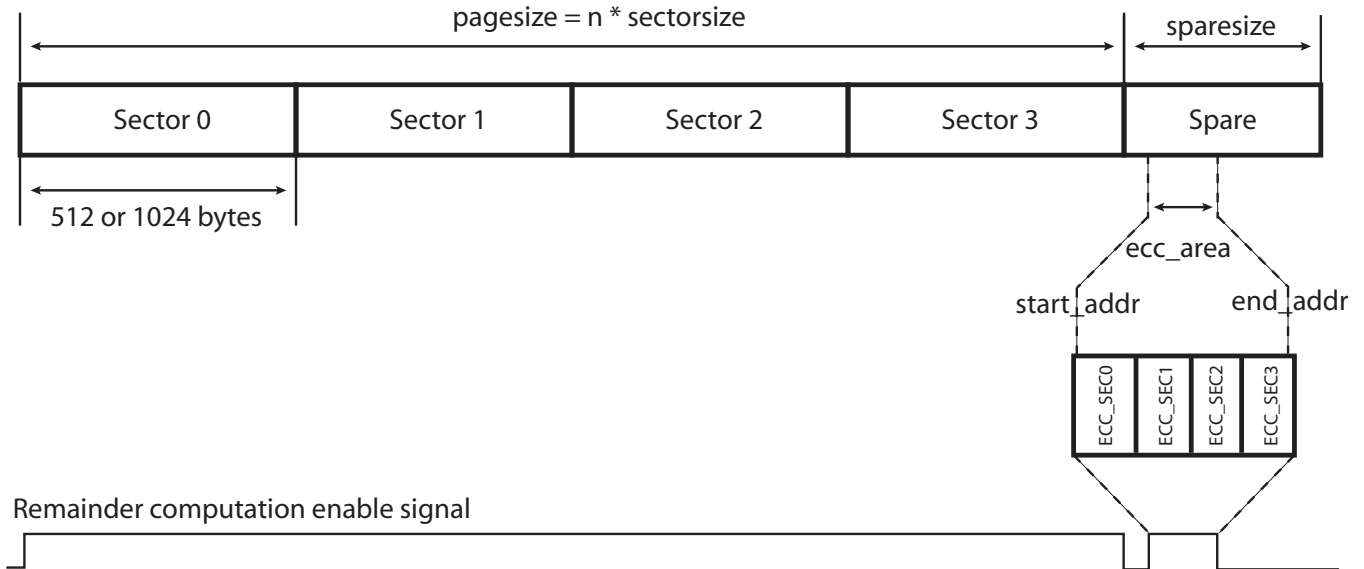 pagesize = n * sectorsize
sparesize
Sector 0
Sector 1
Sector 2
Sector 3
Spare
512 or 1024 bytes
ecc_area
start_addr
end_addr
ECC_SEC0
ECC_SEC1
ECC_SEC2
ECC_SEC3
Remainder computation enable signal